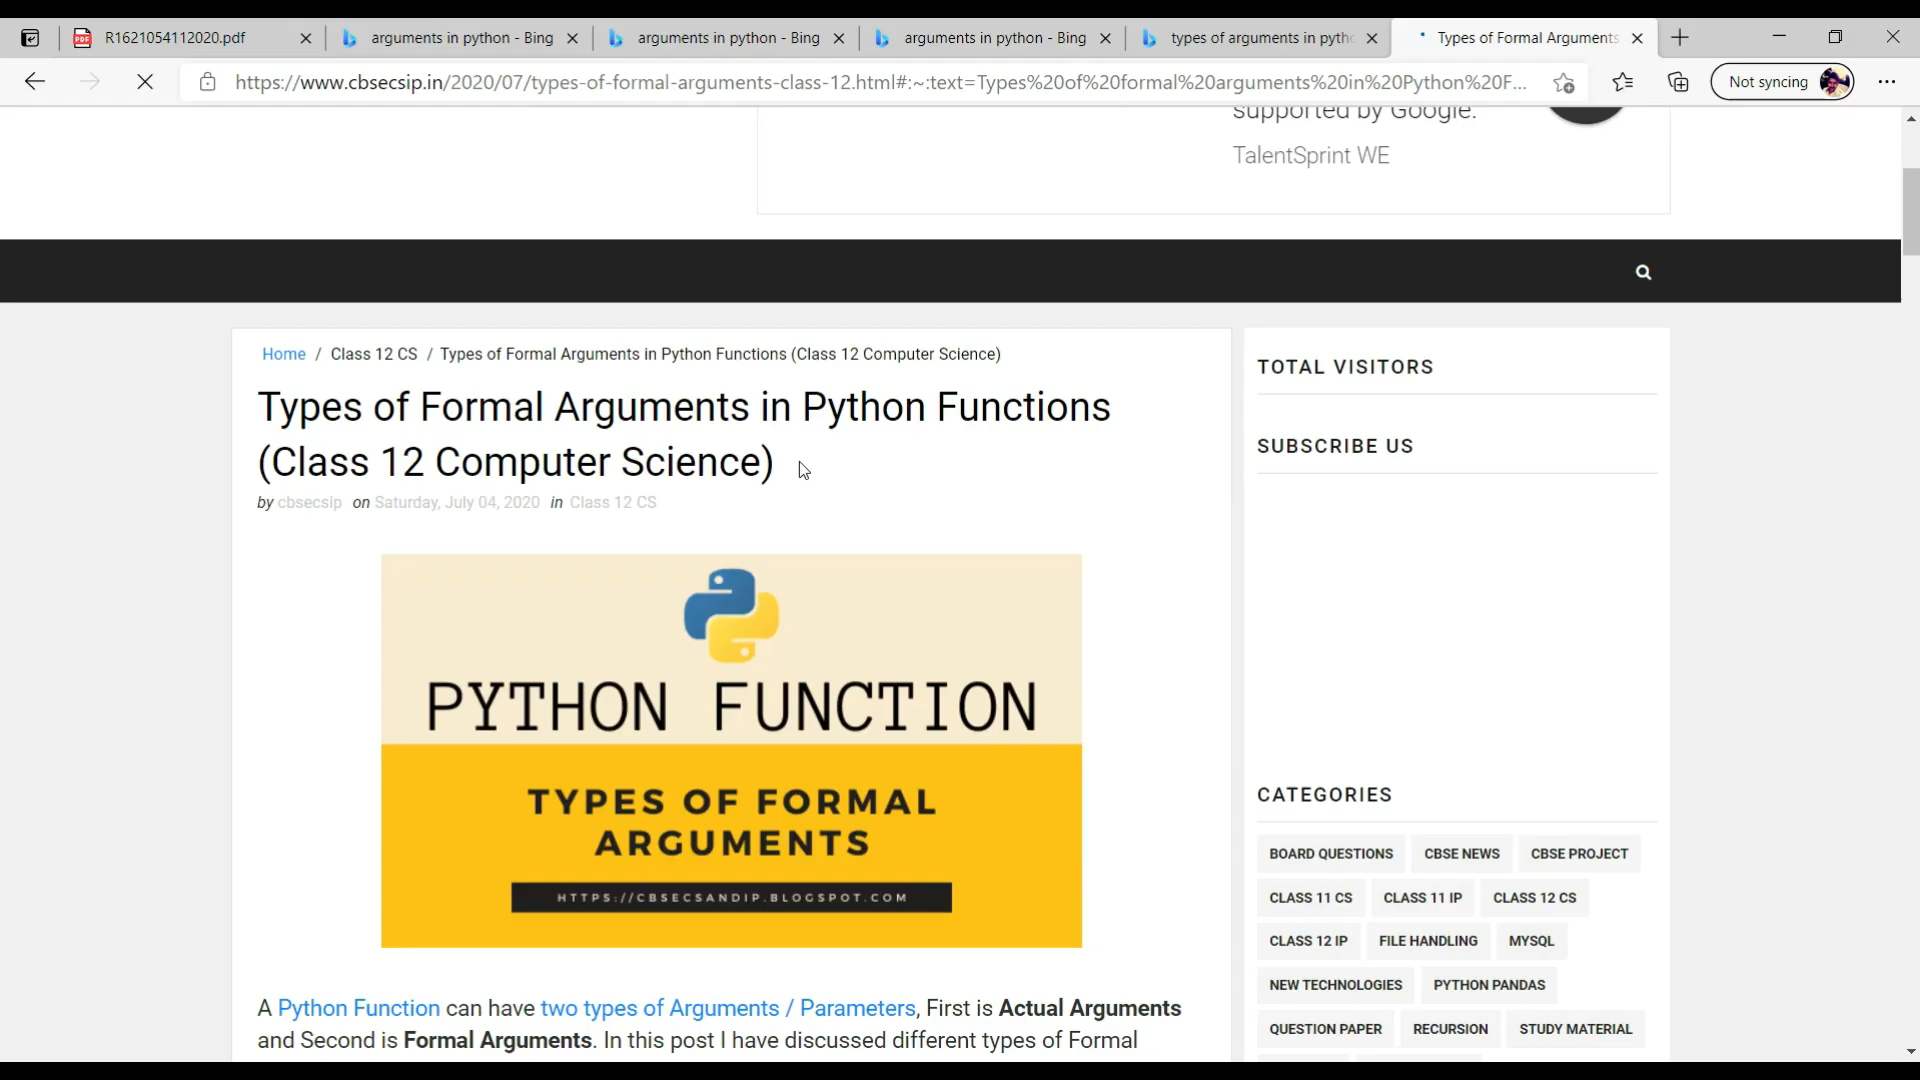 R1621054112020.pdf
arguments in python - Bing
arguments in python - Bing
arguments in python - Bing
types of arguments in pytho
Types of Formal Arguments
https://www.cbsecsip.in/2020/07/types-of-formal-arguments-class-12.html#:~:text=Types%20of%20formal%20arguments%20in%20Python%20F...
Not syncing
supported by Google.
TalentSprint WE
Home / Class 12 CS / Types of Formal Arguments in Python Functions (Class 12 Computer Science)
Types of Formal Arguments in Python Functions
(Class 12 Computer Science)
by cbsecsip on Saturday, July 04, 2020 in Class 12 CS
PYTHON FUNCTION
TYPES OF FORMAL
ARGUMENTS
HTTPS://CBSECSANDIP.BLOGSPOT.COM
A Python Function can have two types of Arguments / Parameters, First is Actual Arguments
and Second is Formal Arguments. In this post I have discussed different types of Formal
TOTAL VISITORS
SUBSCRIBE US
CATEGORIES
BOARD QUESTIONS CBSE NEWS CBSE PROJECT
CLASS 11 CS CLASS 11 IP CLASS 12 CS
CLASS 12 IP FILE HANDLING MYSQL
NEW TECHNOLOGIES PYTHON PANDAS
QUESTION PAPER RECURSION STUDY MATERIAL